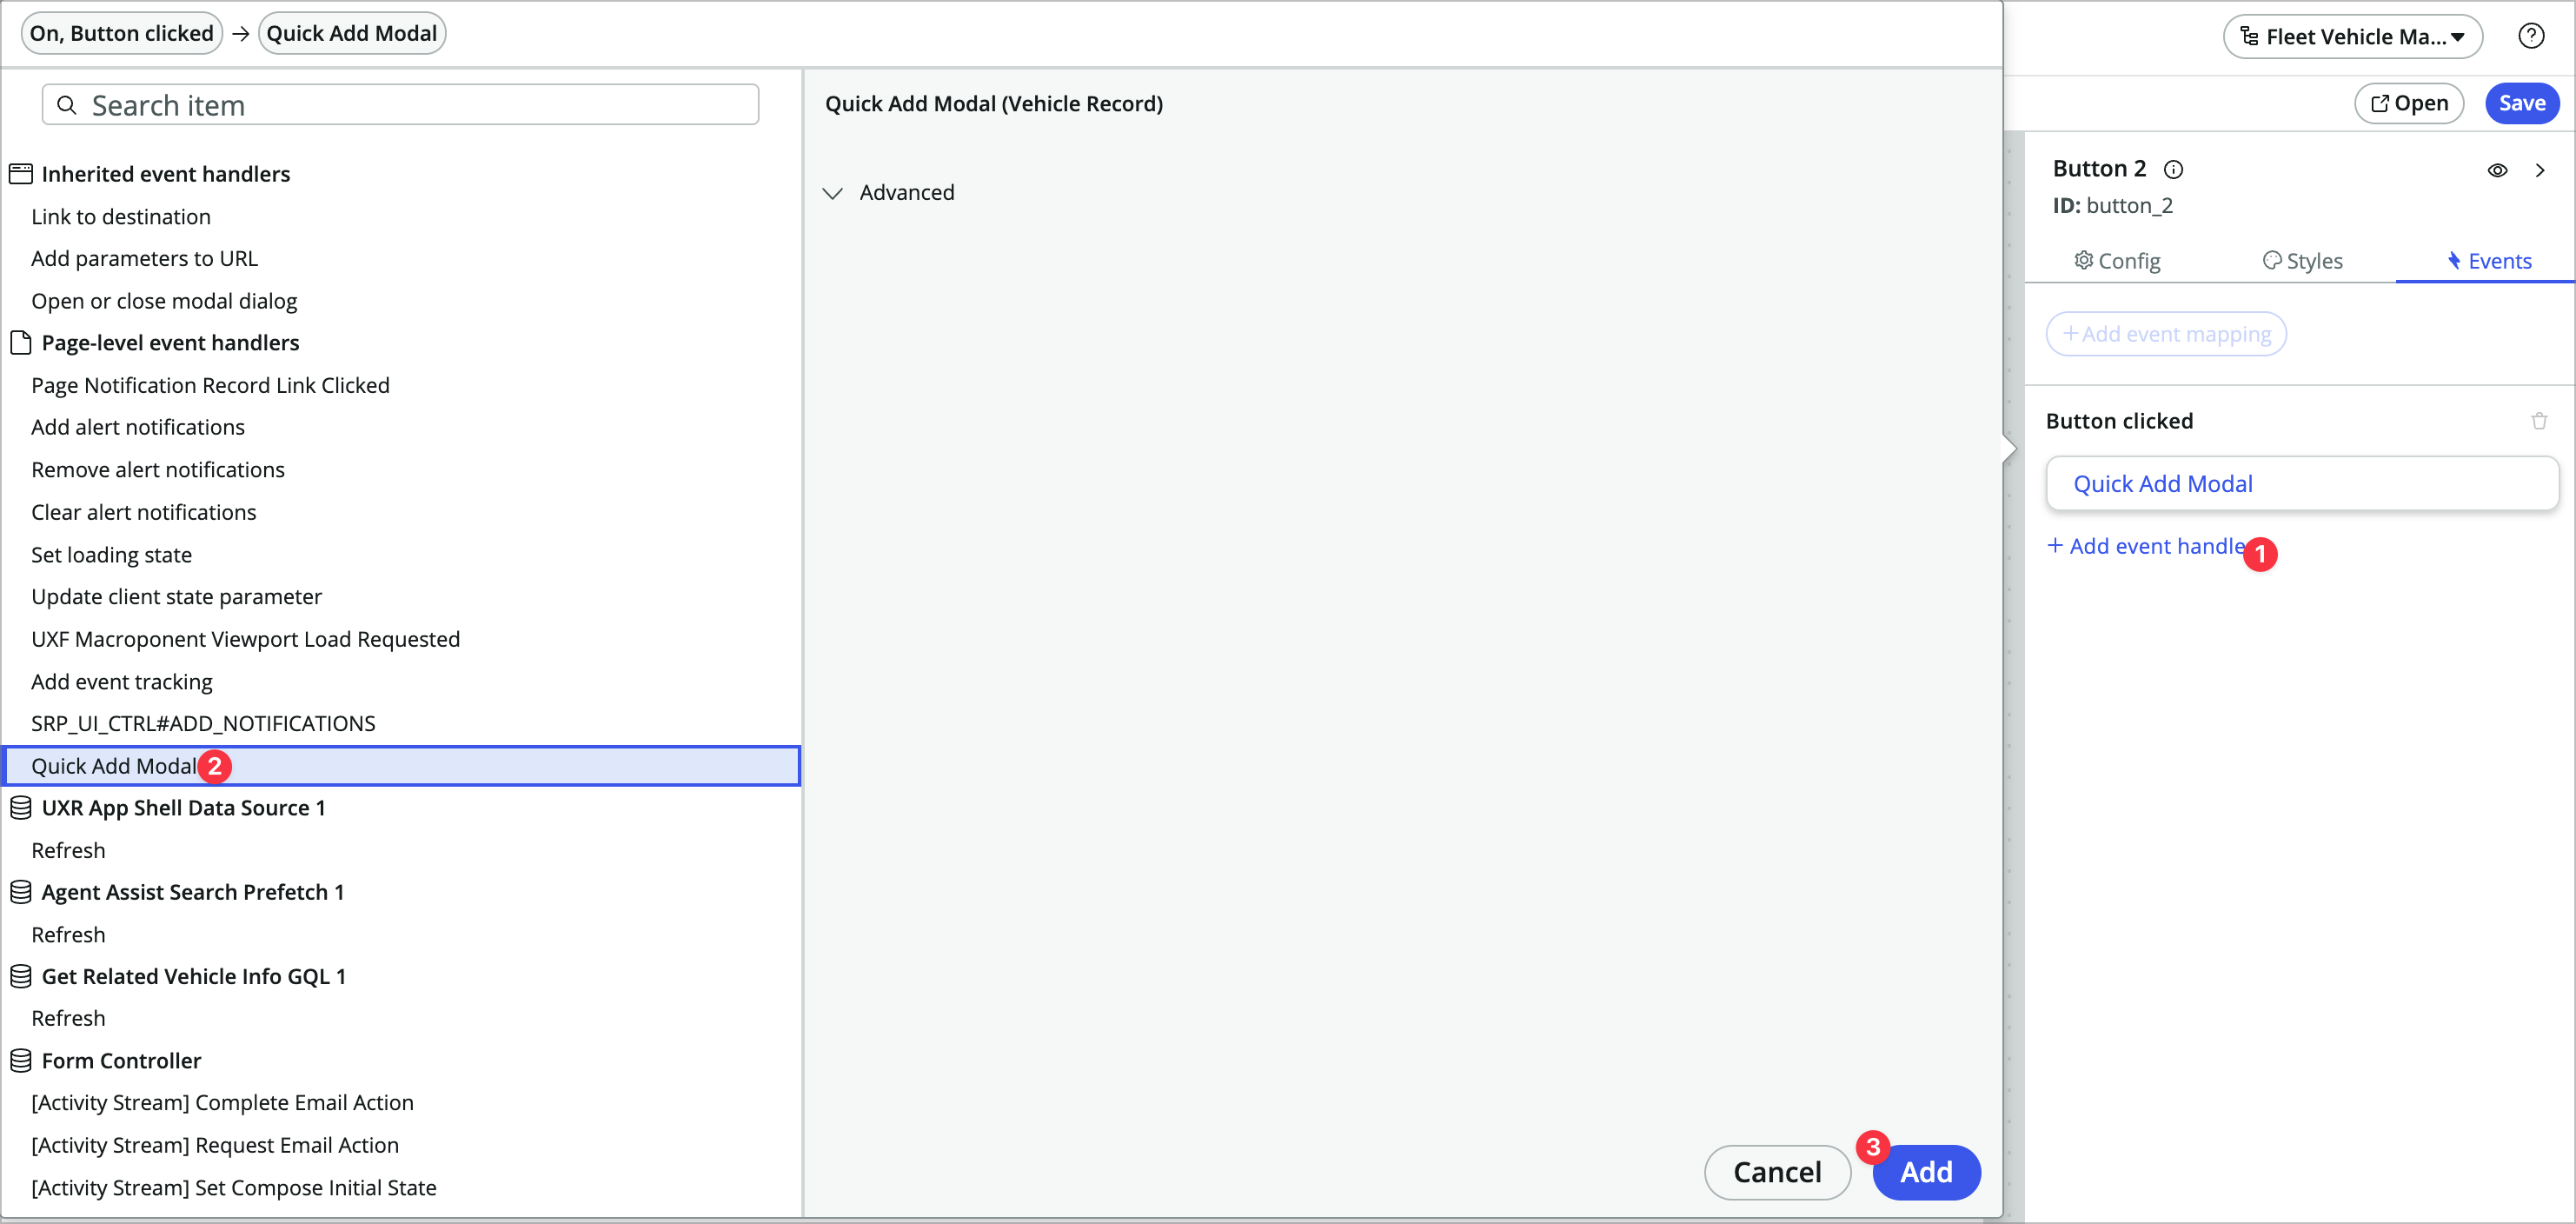 On, Button clicked → Quick Add Modal
Fleet Vehicle Ma...
Search item
Quick Add Modal (Vehicle Record)
Open
Save
Inherited event handlers
Link to destination
Add parameters to URL
Open or close modal dialog
Page-level event handlers
Page Notification Record Link Clicked
Add alert notifications
Remove alert notifications
Clear alert notifications
Set loading state
Update client state parameter
UXF Macroponent Viewport Load Requested
Add event tracking
SRP_UI_CTRL#ADD_NOTIFICATIONS
Quick Add Modal 2
UXR App Shell Data Source 1
Refresh
Agent Assist Search Prefetch 1
Refresh
Get Related Vehicle Info GQL 1
Refresh
Form Controller
[Activity Stream] Complete Email Action
[Activity Stream] Request Email Action
[Activity Stream] Set Compose Initial State
Advanced
Cancel
3
Add
Button 2
ID: button_2
Config
Styles
Events
+ Add event mapping
Button clicked
Quick Add Modal
+ Add event handle
1